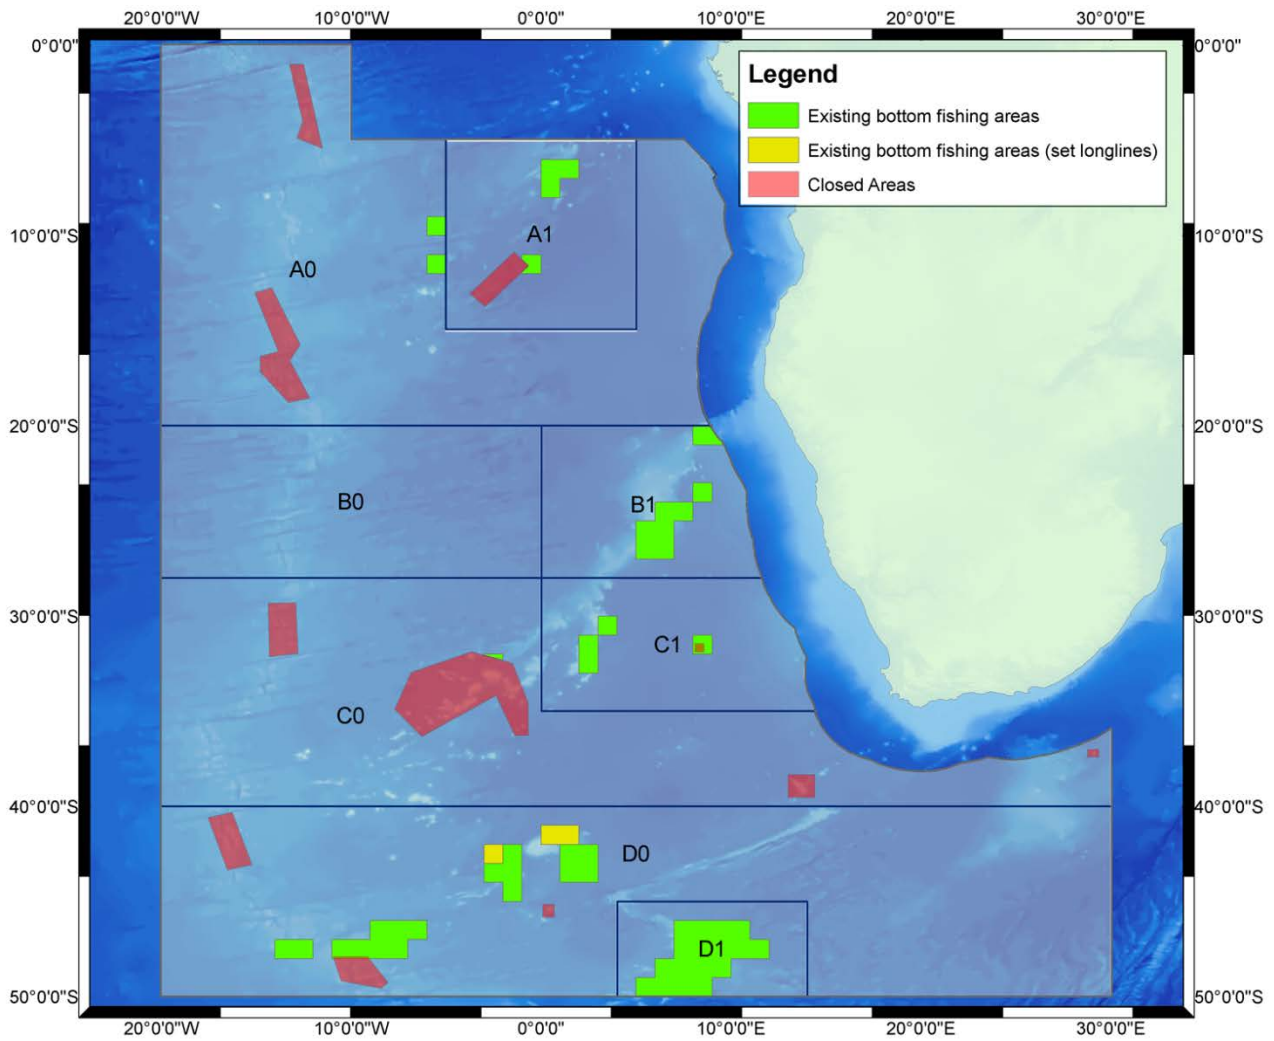 20°0'0"W 10°0'0"W 0°0'0" 10°0'0"E 20°0'0"E 30°0'0"E
0°0'0" 0°0'0"
Legend
Existing bottom fishing areas
Existing bottom fishing areas (set longlines)
Closed Areas
10°0'0"S A1 10°0'0"S
A0
20°0'0"S 20°0'0"S
B0 B1
30°0'0"S 30°0'0"S
C1
C0
40°0'0"S 40°0'0"S
D0
D1
50°0'0"S 50°0'0"S
20°0'0"W 10°0'0"W 0°0'0" 10°0'0"E 20°0'0"E 30°0'0"E